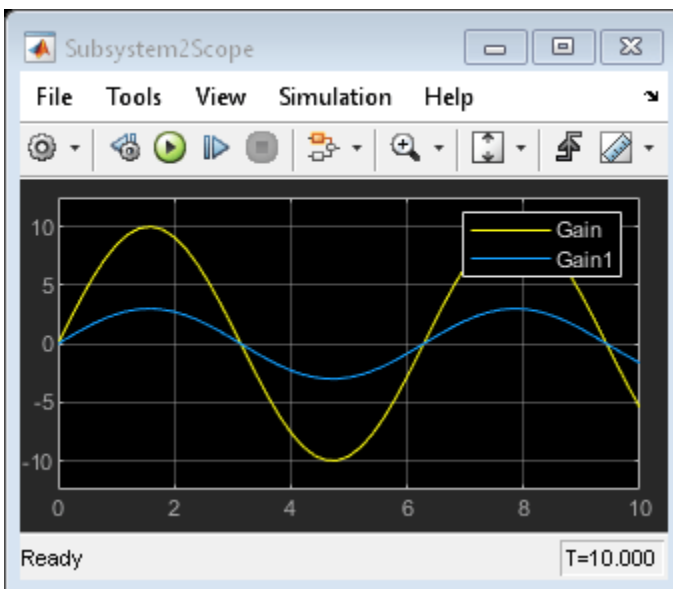 Subsystem2Scope
File Tools View Simulation Help
10
5
0
-5
-10
Gain
Gain1
0 2 4 6 8 10
Ready T=10.000